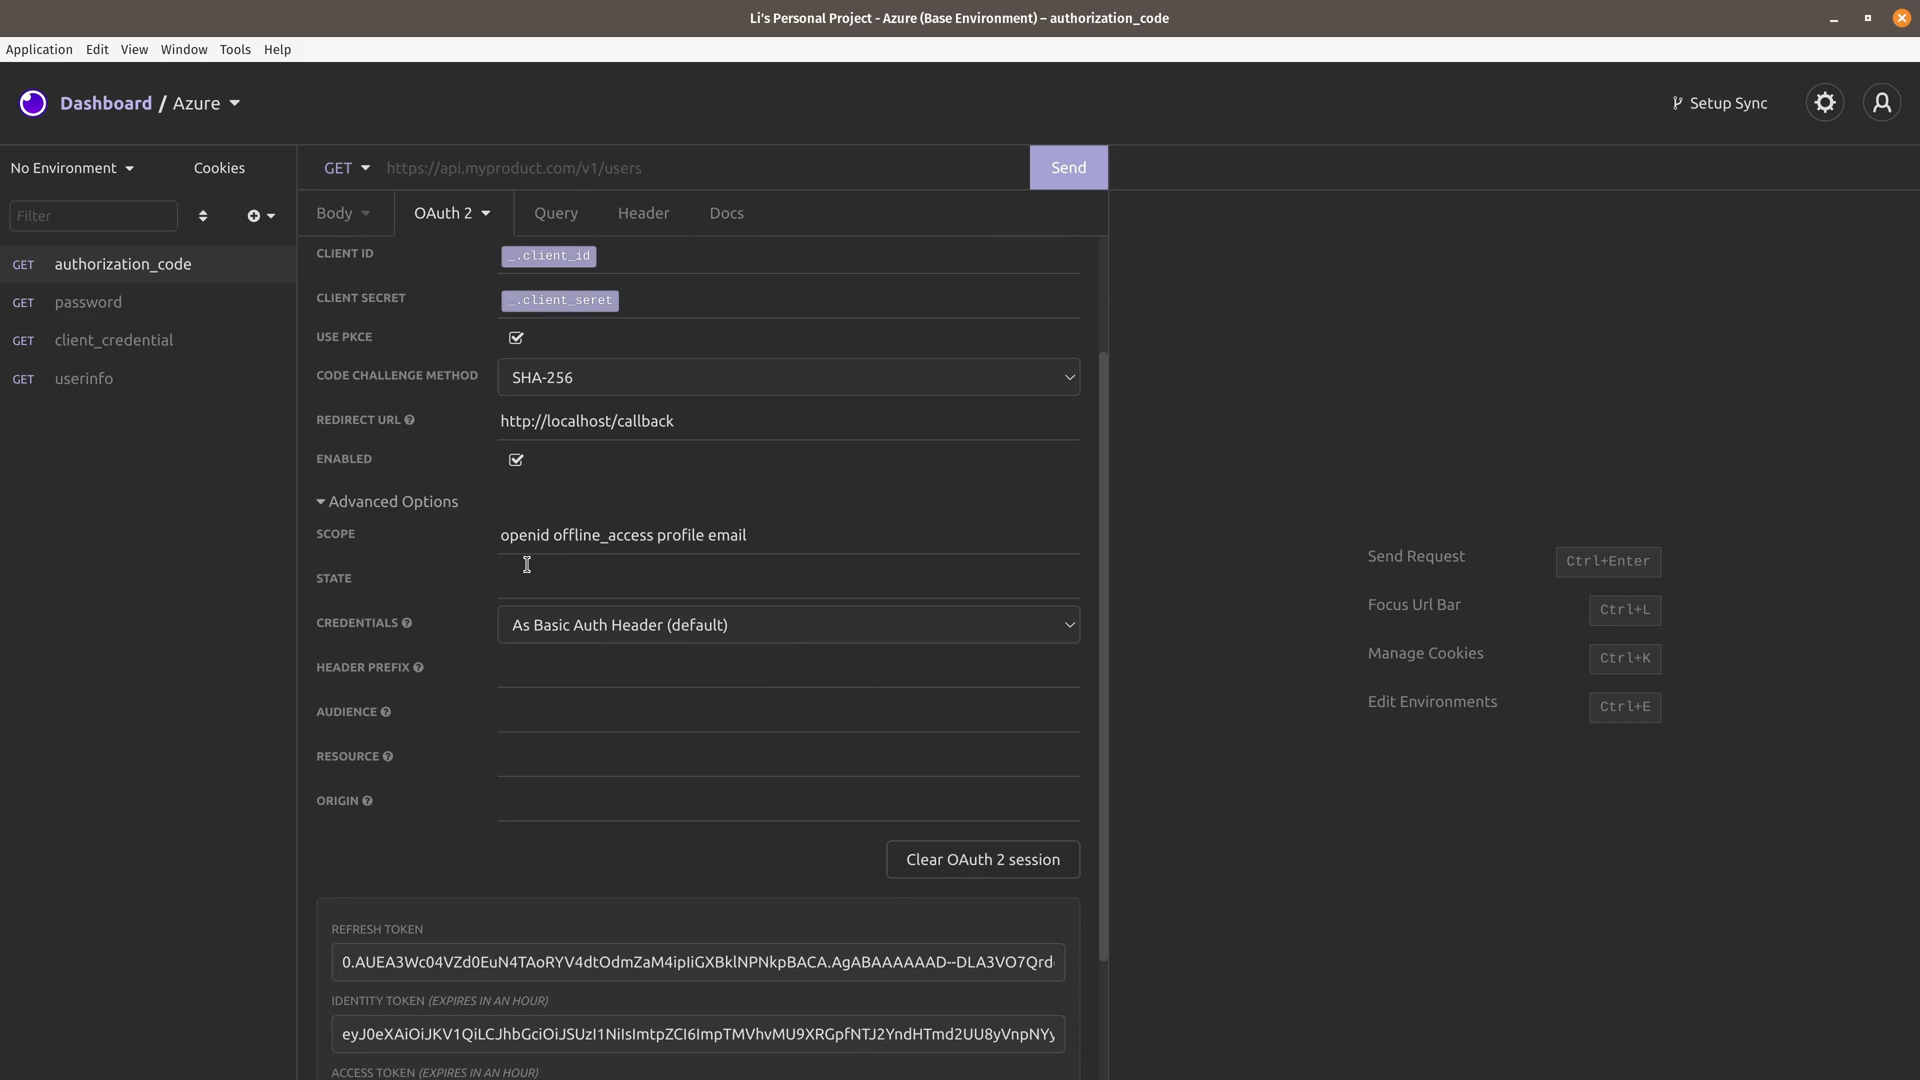 Li's Personal Project - Azure (Base Environment) – authorization_code
Application Edit View Window Tools Help
Dashboard / Azure
Setup Sync
No Environment
Cookies
GET
https://api.myproduct.com/v1/users
Send
Filter
Body
OAuth 2
Query
Header
Docs
GET authorization_code
GET password
GET client_credential
GET userinfo
CLIENT ID
_.client_id
CLIENT SECRET
_.client_seret
USE PKCE
CODE CHALLENGE METHOD
SHA-256
REDIRECT URL
http://localhost/callback
ENABLED
Advanced Options
SCOPE
openid offline_access profile email
STATE
CREDENTIALS
As Basic Auth Header (default)
HEADER PREFIX
AUDIENCE
RESOURCE
ORIGIN
Clear OAuth 2 session
REFRESH TOKEN
0.AUEA3Wc04VZd0EuN4TAoRYV4dtOdmZaM4ipIiGXBklNPNkpBACA.AgABAAAAAAD--DLA3VO7Qrd
IDENTITY TOKEN (EXPIRES IN AN HOUR)
eyJ0eXAiOiJKV1QiLCJhbGciOiJSUzI1NiIsImtpZCI6ImpTMVhvMU9XRGpfNTJ2YndHTmd2UU8yVnpNYy
ACCESS TOKEN (EXPIRES IN AN HOUR)
Send Request
Ctrl+Enter
Focus Url Bar
Ctrl+L
Manage Cookies
Ctrl+K
Edit Environments
Ctrl+E